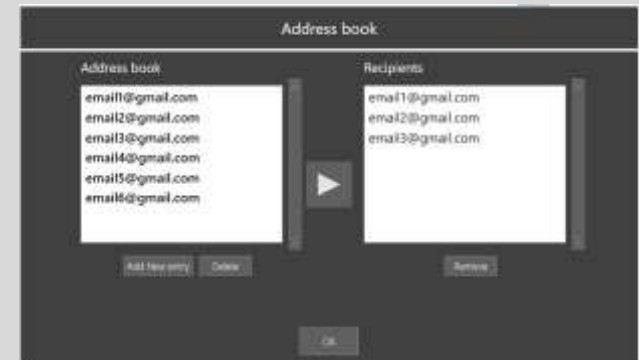 Address book
Address book
email1@gmail.com
email2@gmail.com
email3@gmail.com
email4@gmail.com
email5@gmail.com
email6@gmail.com
Add New entry
Delete
Recipients
email1@gmail.com
email2@gmail.com
email3@gmail.com
Remove
OK